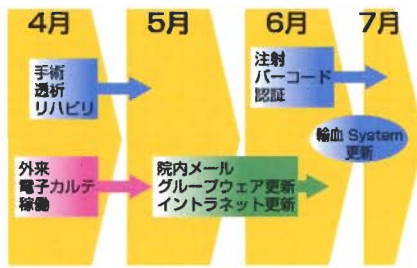 4月
5月
6月
7月
手術
透析
リハビリ
注射
バーコード
認証
輸血 System
更新
外来
電子カルテ
稼働
院内メール
グループウェア更新
イントラネット更新